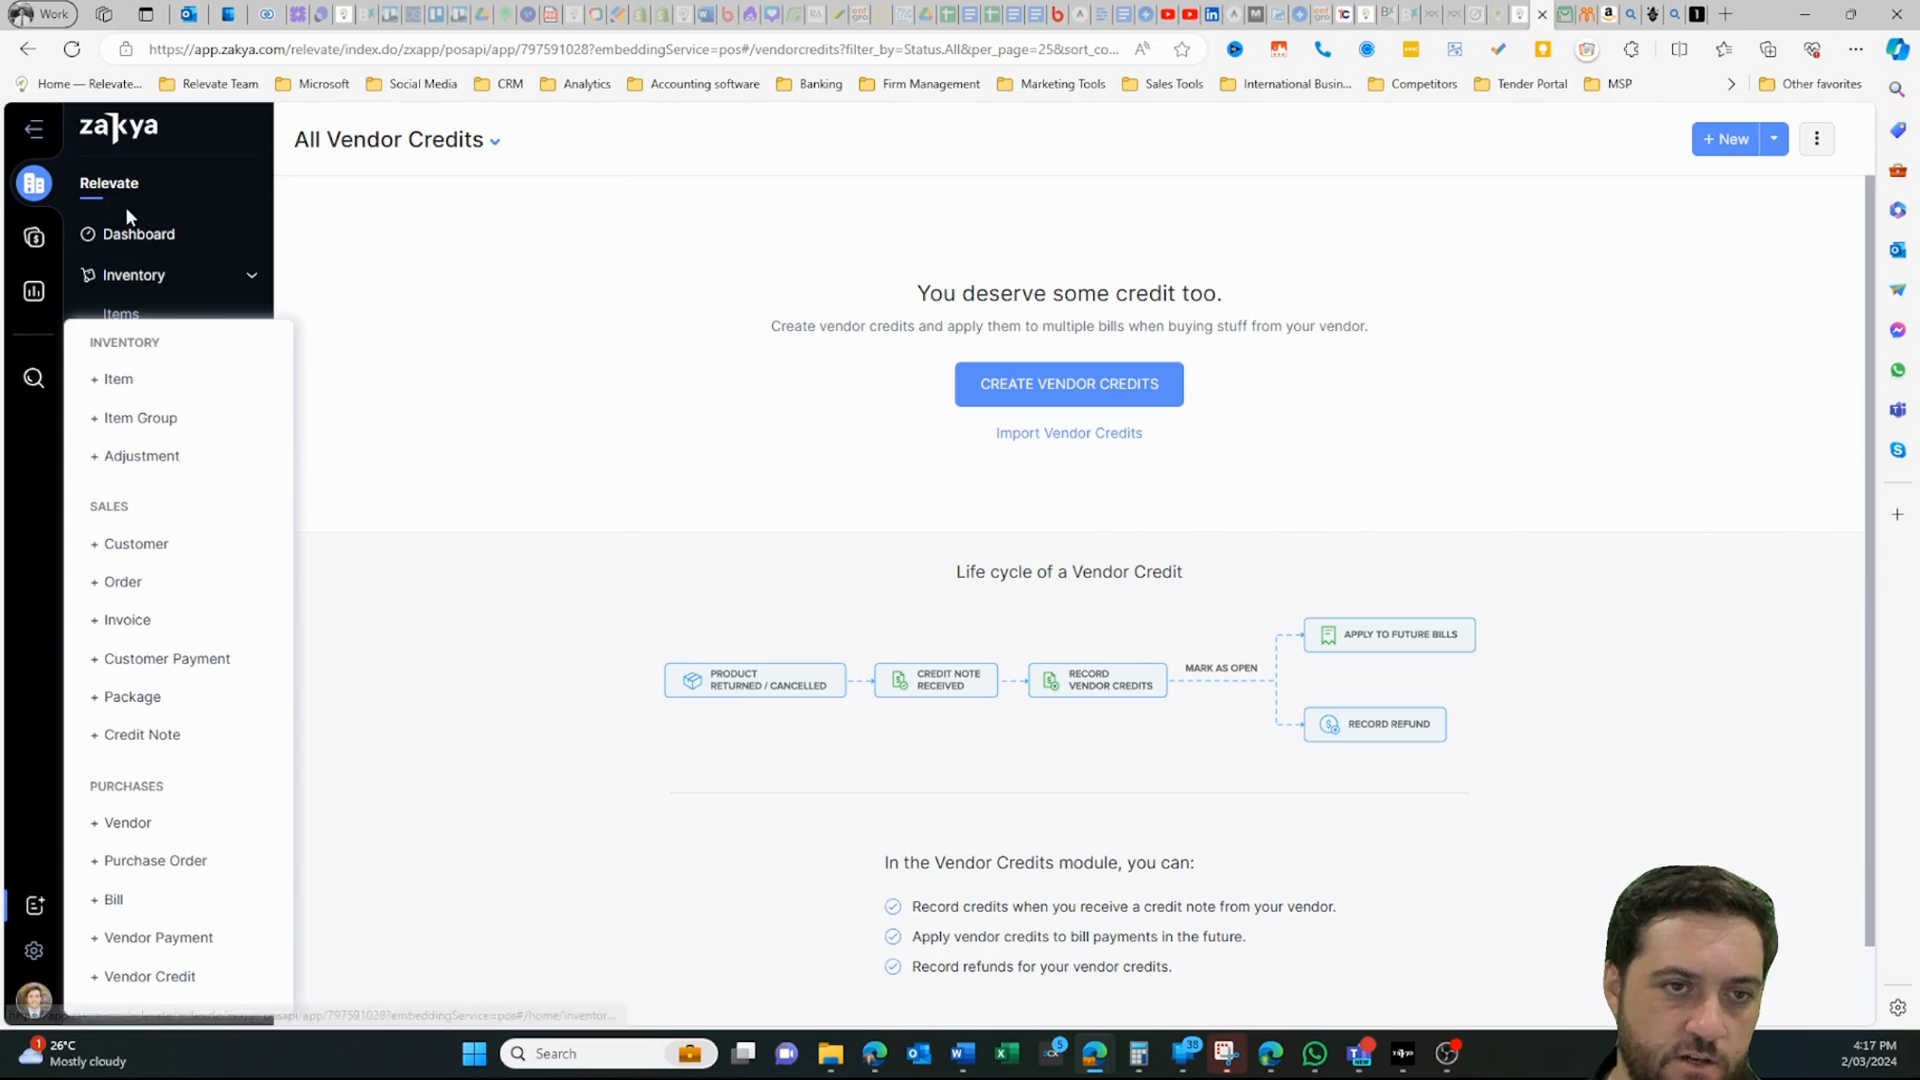 Work
https://app.zakya.com/relevate/index.do/zxapp/posapi/app/797591028?embeddingService=pos#/vendorcredits?filter_by=Status.All&per_page=25&sort_co...
Home — Relevate...
Relevate Team
Microsoft
Social Media
CRM
Analytics
Accounting software
Banking
Firm Management
Marketing Tools
Sales Tools
International Busin...
Competitors
Tender Portal
MSP
Other favorites
zakya
Relevate
Dashboard
Inventory
Items
INVENTORY
+ Item
+ Item Group
+ Adjustment
SALES
+ Customer
+ Order
+ Invoice
+ Customer Payment
+ Package
+ Credit Note
PURCHASES
+ Vendor
+ Purchase Order
+ Bill
+ Vendor Payment
+ Vendor Credit
All Vendor Credits
+ New
You deserve some credit too.
Create vendor credits and apply them to multiple bills when buying stuff from your vendor.
CREATE VENDOR CREDITS
Import Vendor Credits
Life cycle of a Vendor Credit
PRODUCT
RETURNED / CANCELLED
CREDIT NOTE
RECEIVED
RECORD
VENDOR CREDITS
MARK AS OPEN
APPLY TO FUTURE BILLS
RECORD REFUND
In the Vendor Credits module, you can:
Record credits when you receive a credit note from your vendor.
Apply vendor credits to bill payments in the future.
Record refunds for your vendor credits.
1
26°C
Mostly cloudy
Search
5
38
4:17 PM
2/03/2024